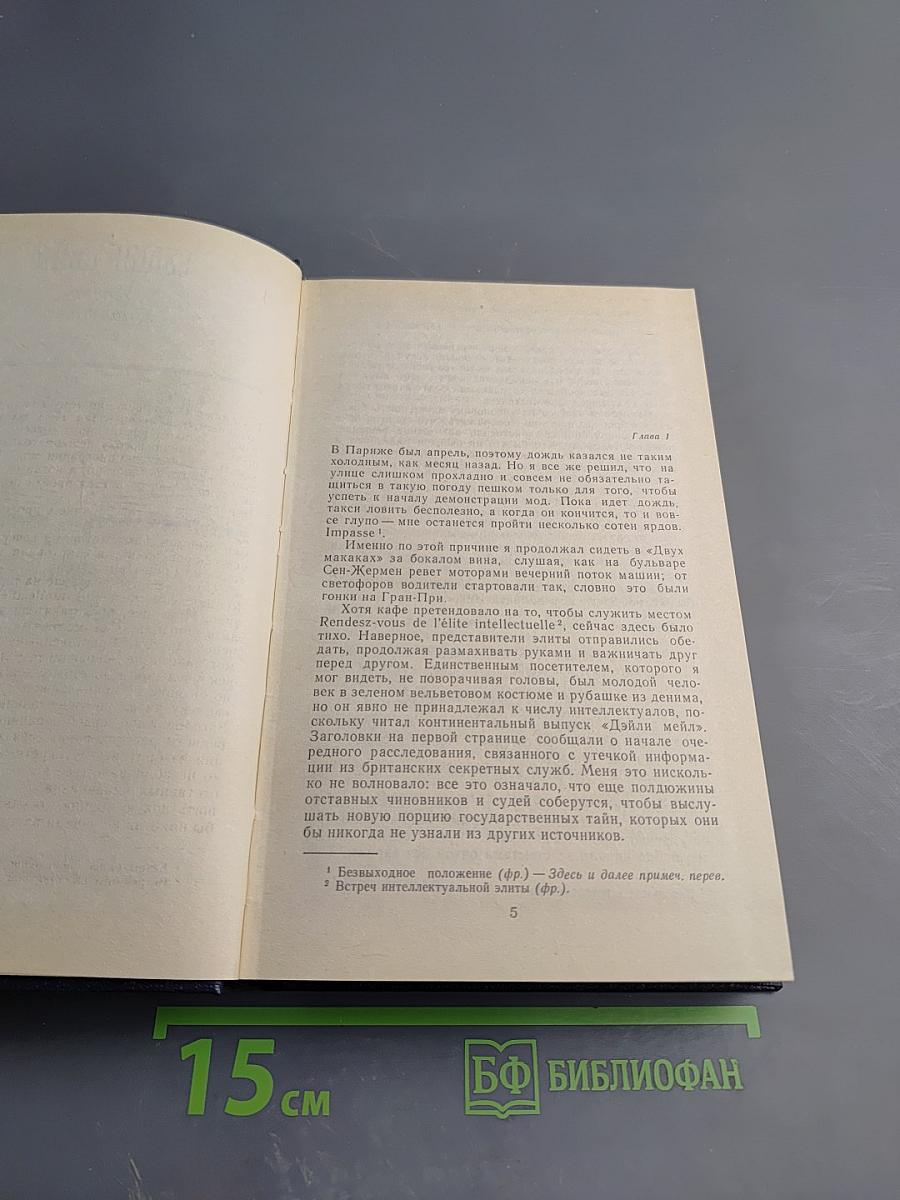 Глава 1
В Париже был апрель, поэтому дождь казался не таким
холодным, как месяц назад. Но я все же решил, что на
улице слишком прохладно и совсем не обязательно та-
щиться в такую погоду пешком только для того, чтобы
успеть к началу демонстрации мод. Пока идет дождь,
такси ловить бесполезно, а когда он кончится, то и вов-
се глупо — мне останется пройти несколько сотен ярдов.
Impasse ¹.
Именно по этой причине я продолжал сидеть в «Двух
макаках» за бокалом вина, слушая, как на бульваре
Сен-Жермен ревет моторами вечерний поток машин; от
светофоров водители стартовали так, словно это были
гонки на Гран-При.
Хотя кафе претендовало на то, чтобы служить местом
Rendesz-vous de l'élite intellectuelle ², сейчас здесь было
тихо. Наверное, представители элиты отправились обе-
дать, продолжая размахивать руками и важничать друг
перед другом. Единственным посетителем, которого я
мог видеть, не поворачивая головы, был молодой чело-
век в зеленом вельветовом костюме и рубашке из денима,
но он явно не принадлежал к числу интеллектуалов, по-
скольку читал континентальный выпуск «Дэйли мейл».
Заголовки на первой странице сообщали о начале оче-
редного расследования, связанного с утечкой информа-
ции из британских секретных служб. Меня это нисколь-
ко не волновало: все это означало, что еще полдюжины
отставных чиновников и судей соберутся, чтобы выслу-
шать новую порцию государственных тайн, которых они
бы никогда не узнали из других источников.
¹ Безвыходное положение (фр.) — Здесь и далее примеч. перев.
² Встреч интеллектуальной элиты (фр.).
5
15 см
БФ БИБЛИОФАН